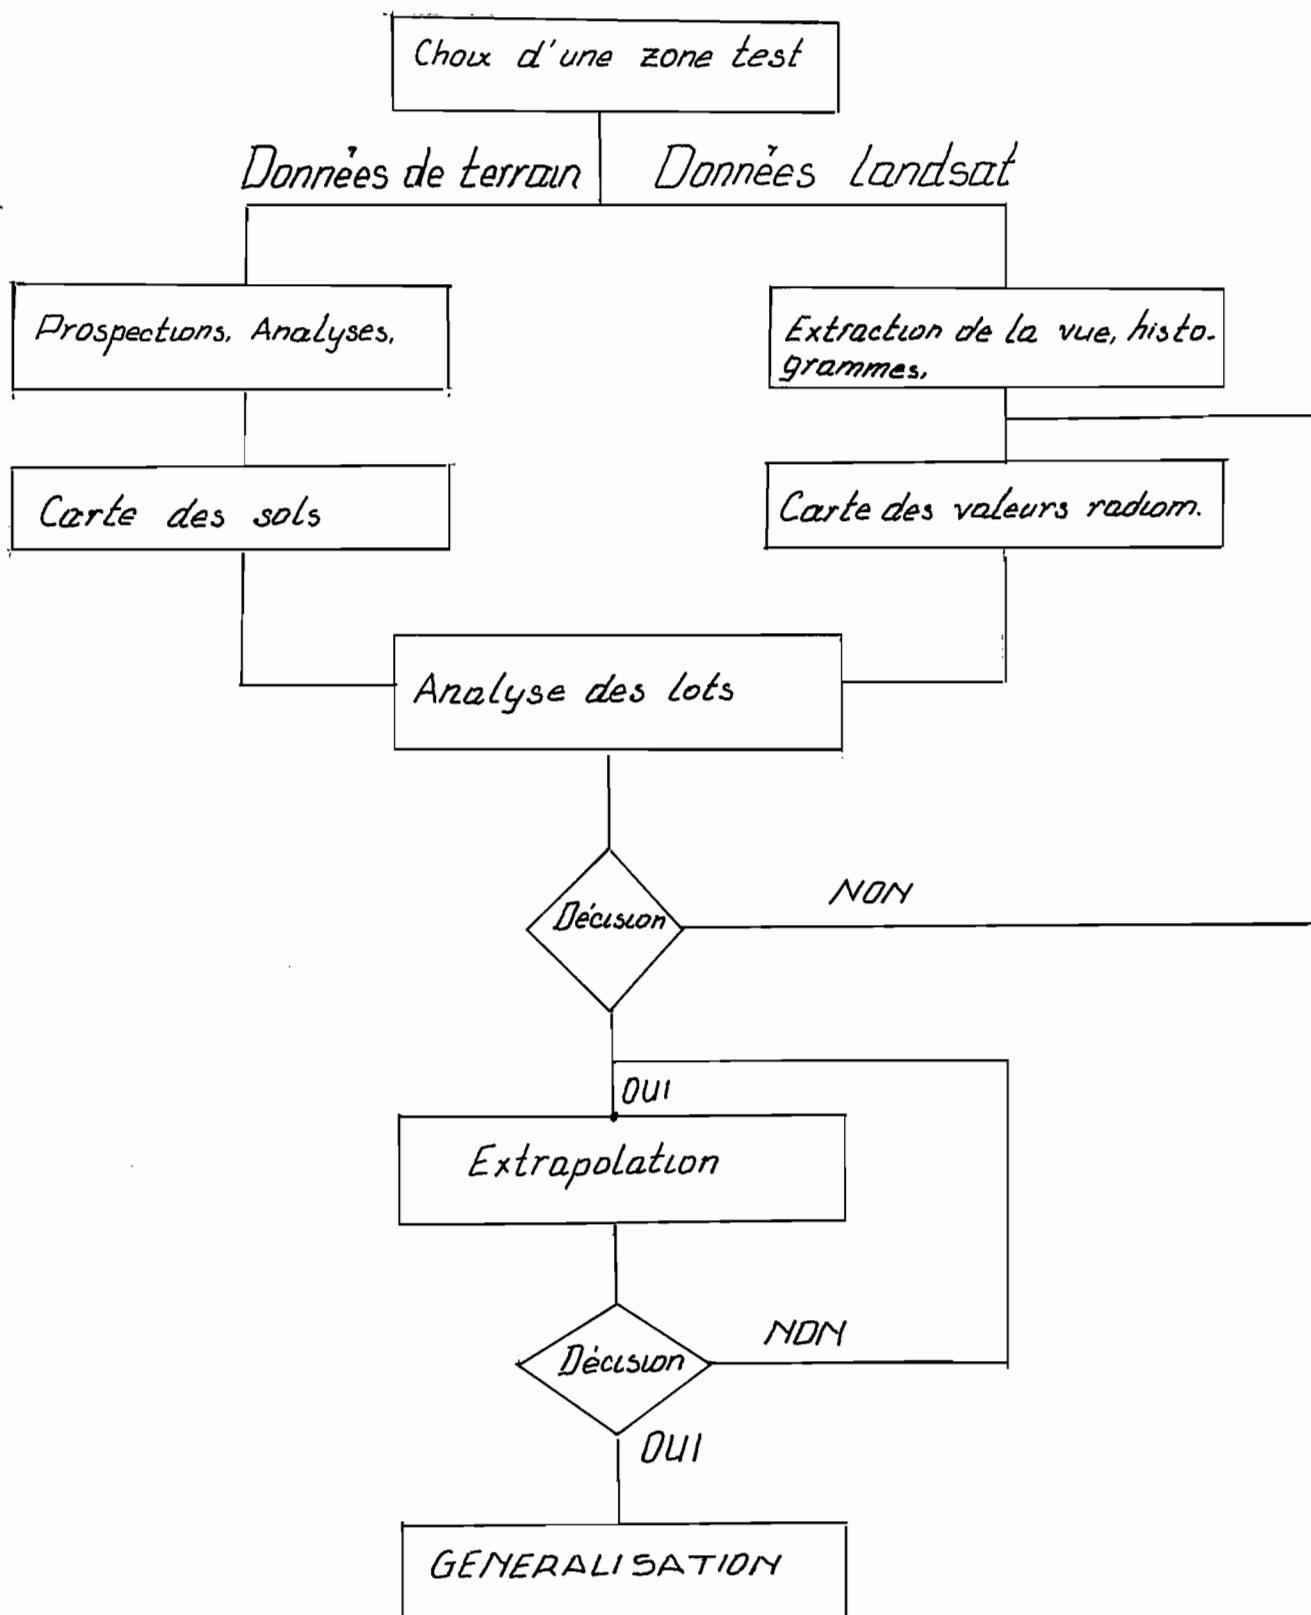 Choix d'une zone test
Données de terrain
Données landsat
Prospections, Analyses,
Extraction de la vue, histo-
grammes,
Carte des sols
Carte des valeurs radiom.
Analyse des lots
Décision
NON
OUI
Extrapolation
Décision
NON
OUI
GENERALISATION